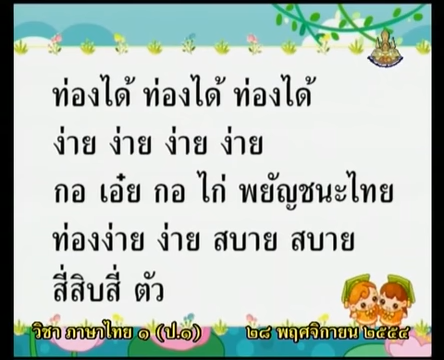 ท่องได้ ท่องได้ ท่องได้
ง่าย ง่าย ง่าย ง่าย
กอ เอ๋ย กอ ไก่ พยัญชนะไทย
ท่องง่าย ง่าย สบาย สบาย
สี่สิบสี่ ตัว
วิชา ภาษาไทย ๑ (ป.๑) ๒๘ พฤศจิกายน ๒๕๕๔